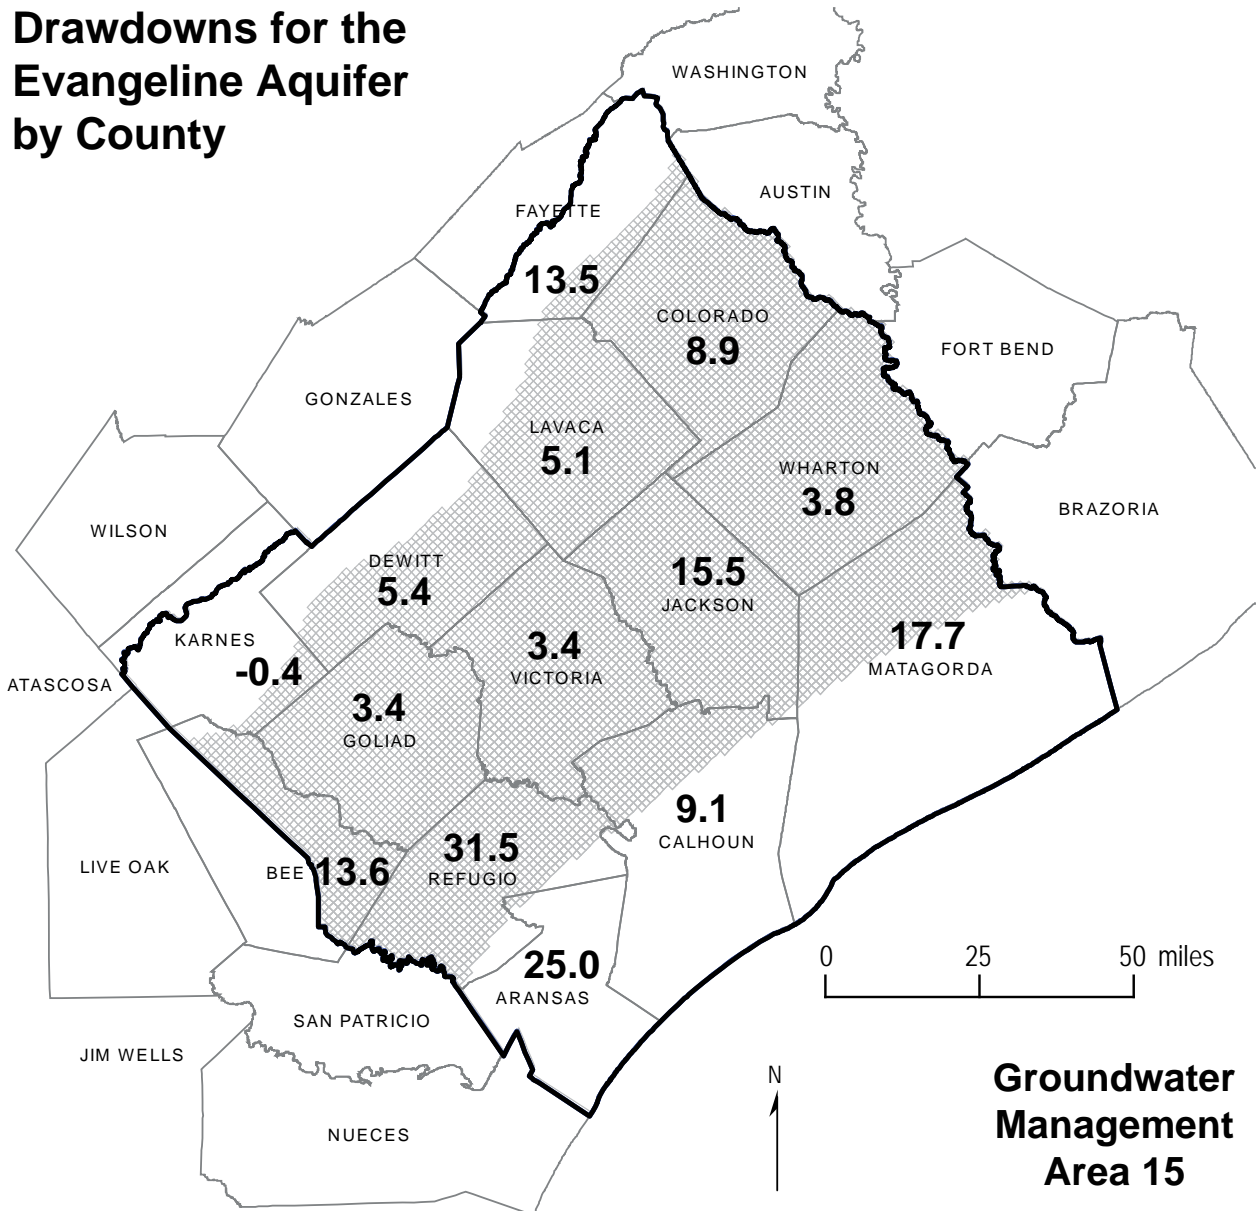 Drawdowns for the
Evangeline Aquifer
by County
WASHINGTON
AUSTIN
FAYETTE
13.5
COLORADO
8.9
FORT BEND
GONZALES
LAVACA
5.1
WHARTON
3.8
BRAZORIA
WILSON
DEWITT
5.4
15.5
JACKSON
KARNES
-0.4
3.4
VICTORIA
17.7
MATAGORDA
ATASCOSA
3.4
GOLIAD
9.1
CALHOUN
LIVE OAK
BEE
13.6
31.5
REFUGIO
25.0
ARANSAS
0 25 50 miles
SAN PATRICIO
JIM WELLS
NUECES
N
Groundwater
Management
Area 15